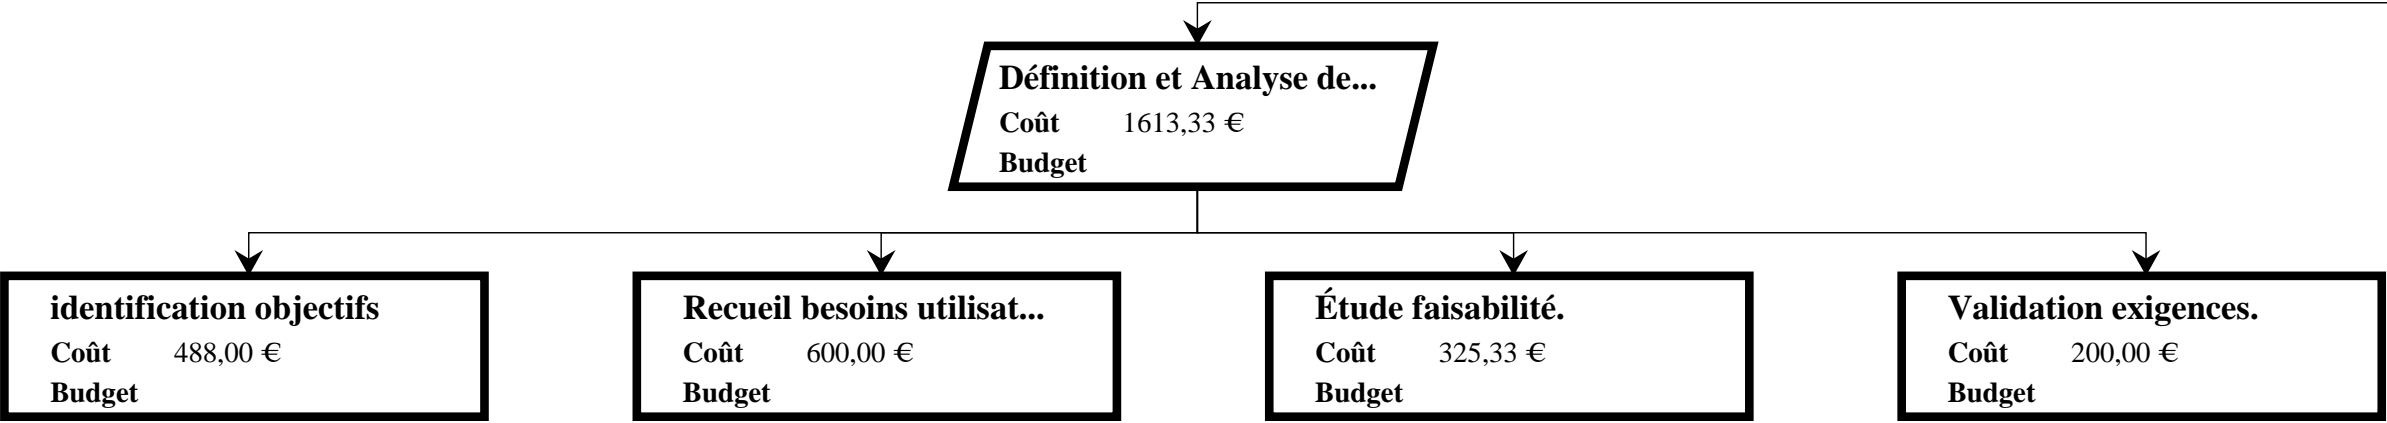 Définition et Analyse de...
Coût 1613,33 €
Budget
identification objectifs
Coût 488,00 €
Budget
Recueil besoins utilisat...
Coût 600,00 €
Budget
Étude faisabilité.
Coût 325,33 €
Budget
Validation exigences.
Coût 200,00 €
Budget